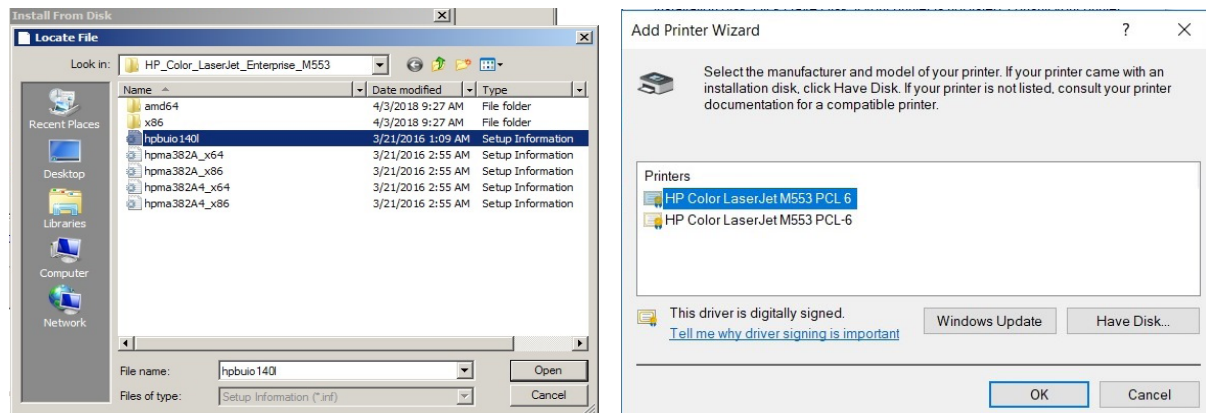 Install From Disk
Locate File
Look in: HP_Color_LaserJet_Enterprise_M553
Name Date modified Type
amd64 4/3/2018 9:27 AM File folder
x86 4/3/2018 9:27 AM File folder
hpbuio140l 3/21/2016 1:09 AM Setup Information
hpma382A_x64 3/21/2016 2:55 AM Setup Information
hpma382A_x86 3/21/2016 2:55 AM Setup Information
hpma382A4_x64 3/21/2016 2:55 AM Setup Information
hpma382A4_x86 3/21/2016 2:55 AM Setup Information
Recent Places
Desktop
Libraries
Computer
Network
File name: hpbuio140l Open
Files of type: Setup Information (*.inf) Cancel
Add Printer Wizard ?
Select the manufacturer and model of your printer. If your printer came with an
installation disk, click Have Disk. If your printer is not listed, consult your printer
documentation for a compatible printer.
Printers
HP Color LaserJet M553 PCL 6
HP Color LaserJet M553 PCL-6
This driver is digitally signed.
Tell me why driver signing is important
Windows Update Have Disk...
OK Cancel